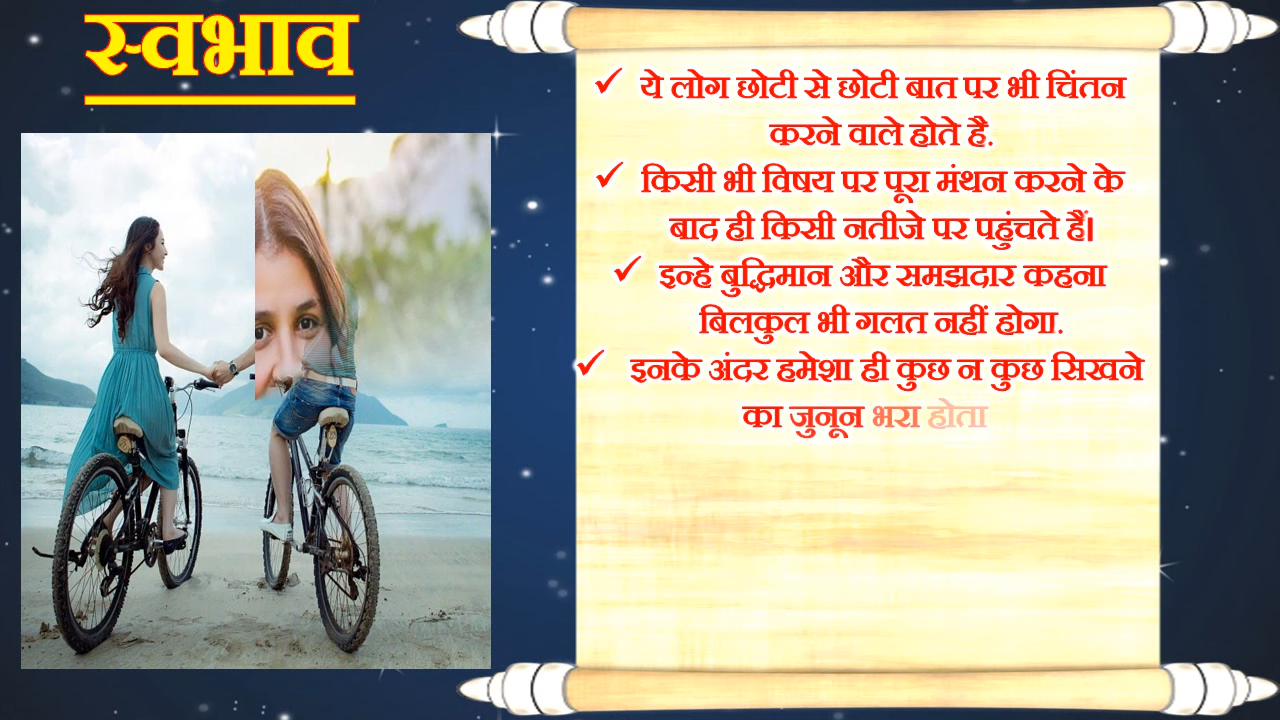 स्वभाव
ये लोग छोटी से छोटी बात पर भी चिंतन
करने वाले होते हैं.
किसी भी विषय पर पूरा मंथन करने के
बाद ही किसी नतीजे पर पहुंचते हैं।
इन्हे बुद्धिमान और समझदार कहना
बिलकुल भी गलत नहीं होगा.
इनके अंदर हमेशा ही कुछ न कुछ सिखने
का जुनून भरा होता